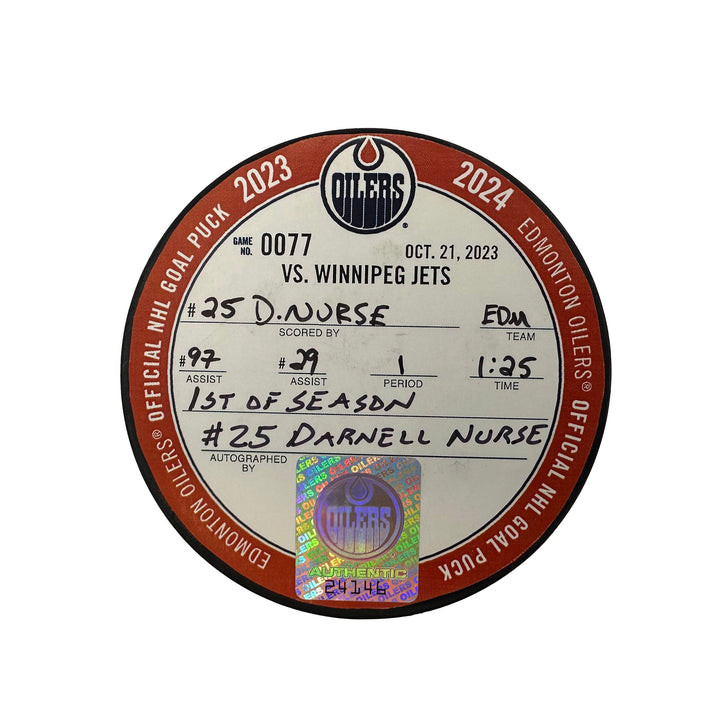 OFFICIAL NHL GOAL PUCK 2023
2024 EDMONTON OILERS® OFFICIAL NHL GOAL PUCK
EDMONTON OILERS®
OILERS®
GAME NO. 0077 OCT. 21, 2023
VS. WINNIPEG JETS
#25 D.NURSE EDM
SCORED BY TEAM
#97 #29 1 1:25
ASSIST ASSIST PERIOD TIME
1ST OF SEASON
#25 DARNELL NURSE
AUTOGRAPHED BY
OILERS
AUTHENTIC
24146